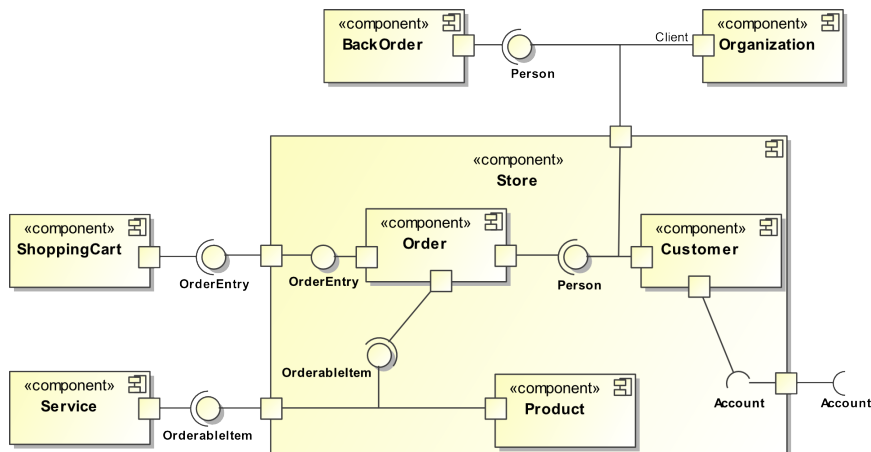 «component»
BackOrder
Person
Client
«component»
Organization
«component»
Store
«component»
ShoppingCart
OrderEntry
OrderEntry
«component»
Order
Person
«component»
Customer
OrderableItem
«component»
Service
OrderableItem
«component»
Product
Account
Account